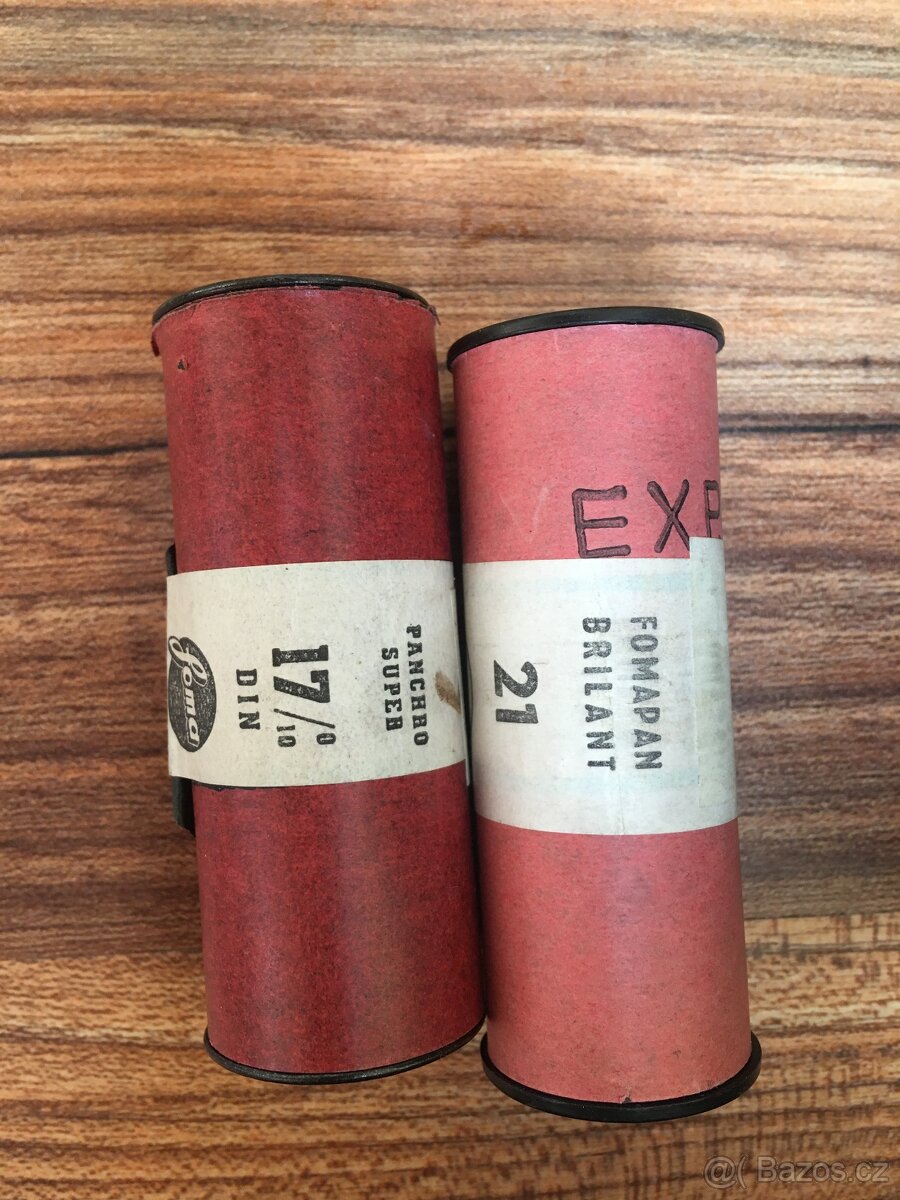 PANCHRO
SUPER
17/10°
DIN
Foma
EXP
FOMAPAN
BRILANT
21
@( Bazos.cz